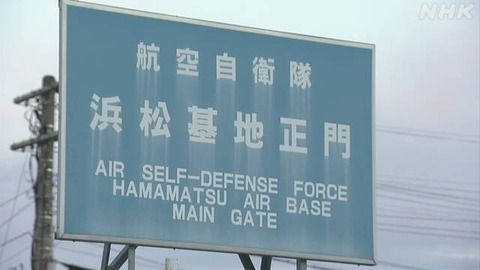 NHK
航空自衛隊
浜松基地正門
AIR SELF-DEFENSE FORCE
HAMAMATSU AIR BASE
MAIN GATE